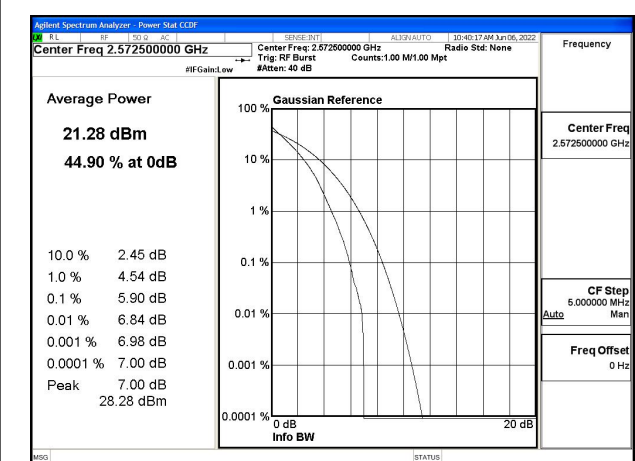 Agilent Spectrum Analyzer - Power Stat CCDF
RL RF 50 Ω AC SENSE:INT ALIGNAUTO 10:40:17 AM Jun 06, 2022
Center Freq 2.572500000 GHz
Center Freq: 2.572500000 GHz Radio Std: None
Trig: RF Burst Counts:1.00 M/1.00 Mpt
#IFGain:Low #Atten: 40 dB
Frequency
Average Power
21.28 dBm
44.90 % at 0dB
10.0 % 2.45 dB
1.0 % 4.54 dB
0.1 % 5.90 dB
0.01 % 6.84 dB
0.001 % 6.98 dB
0.0001 % 7.00 dB
Peak 7.00 dB
28.28 dBm
Gaussian Reference
100 %
10 %
1 %
0.1 %
0.01 %
0.001 %
0.0001 %
0 dB 20 dB
Info BW
Center Freq
2.572500000 GHz
CF Step
5.000000 MHz
Auto Man
Freq Offset
0 Hz
MSG STATUS